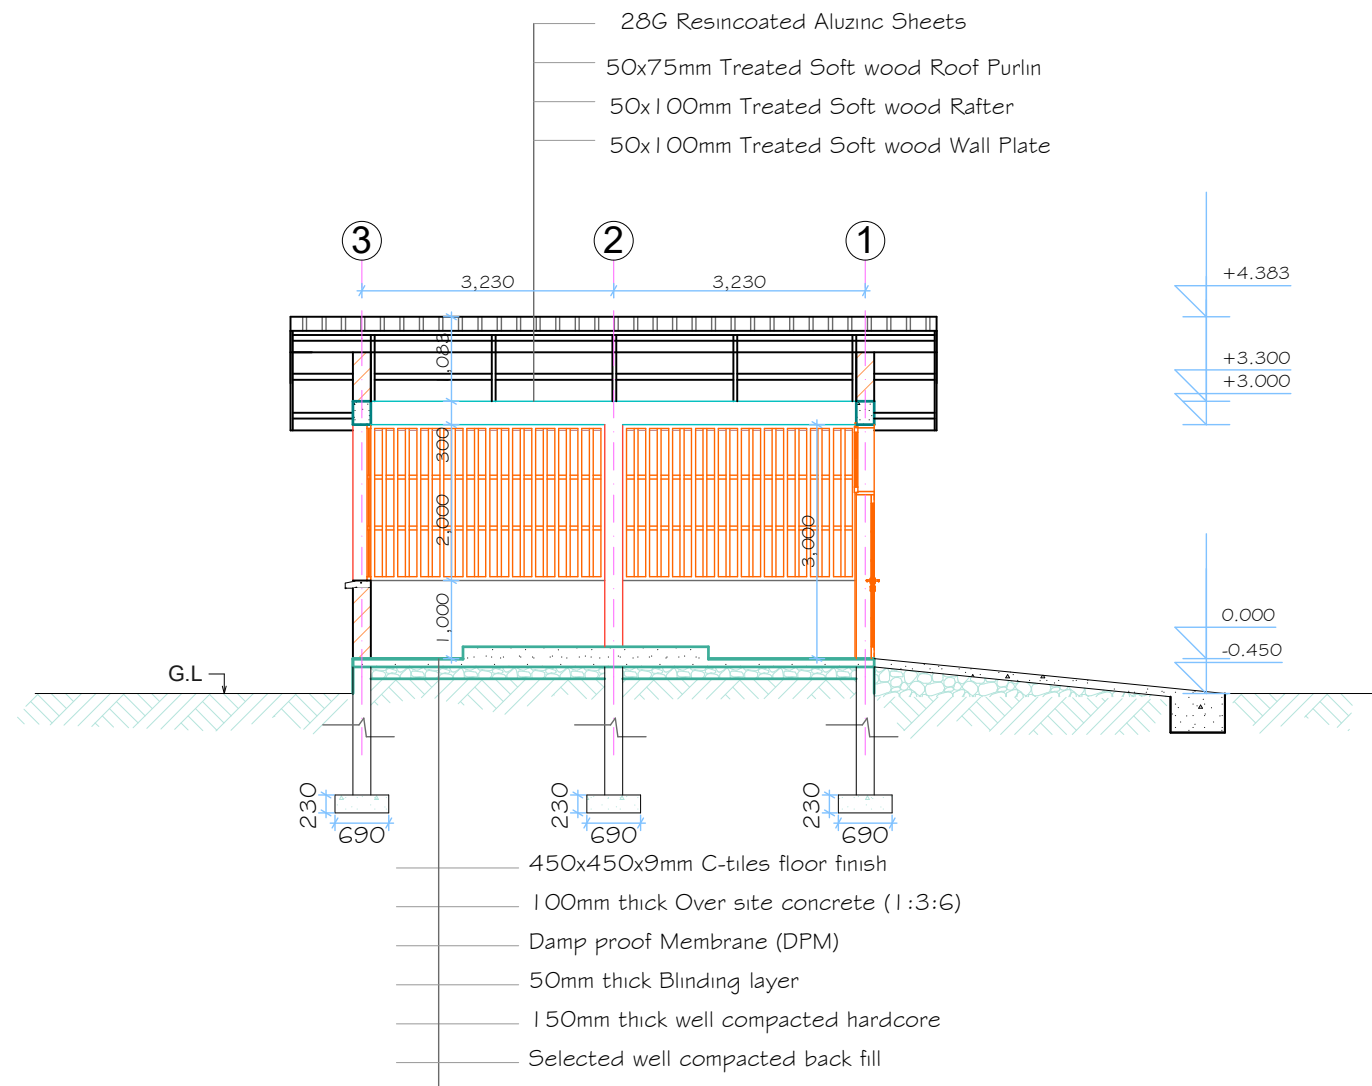 28G Resincoated Aluzinc Sheets
50x75mm Treated Soft wood Roof Purlin
50x100mm Treated Soft wood Rafter
50x100mm Treated Soft wood Wall Plate
3
2
1
3,230
3,230
+4.383
,083
+3.300
+3.000
300
2,000
3,000
1,000
0.000
-0.450
G.L
230
690
230
690
230
690
450x450x9mm C-tiles floor finish
100mm thick Over site concrete (1:3:6)
Damp proof Membrane (DPM)
50mm thick Blinding layer
150mm thick well compacted hardcore
Selected well compacted back fill